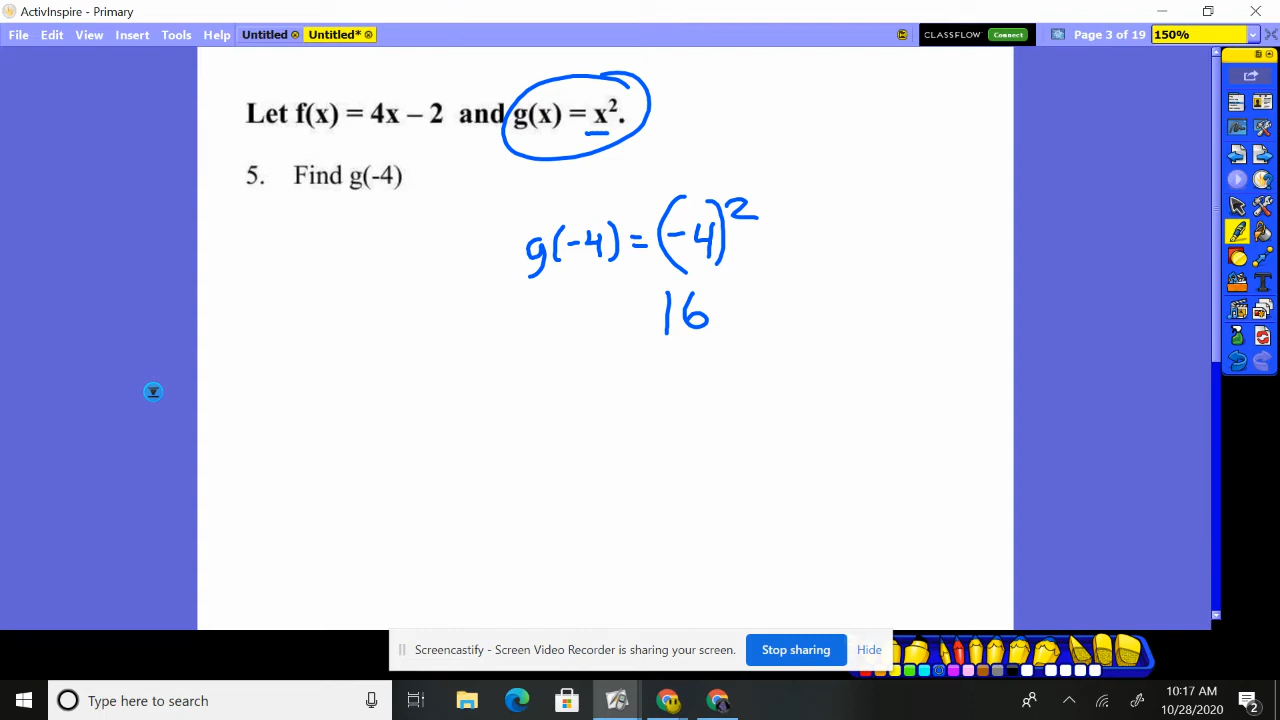 ActivInspire - Primary
File Edit View Insert Tools Help Untitled Untitled* CLASSFLOW Connect Page 3 of 19 150%
Let f(x) = 4x – 2 and g(x) = x².
5. Find g(-4)
g(-4) = (-4)²
16
Screencastify - Screen Video Recorder is sharing your screen. Stop sharing Hide
Type here to search
10:17 AM
10/28/2020
2